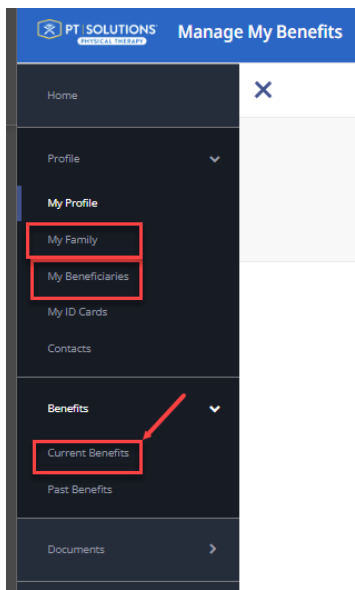 PT SOLUTIONS
PHYSICAL THERAPY
Manage My Benefits
Home
Profile
My Profile
My Family
My Beneficiaries
My ID Cards
Contacts
Benefits
Current Benefits
Past Benefits
Documents